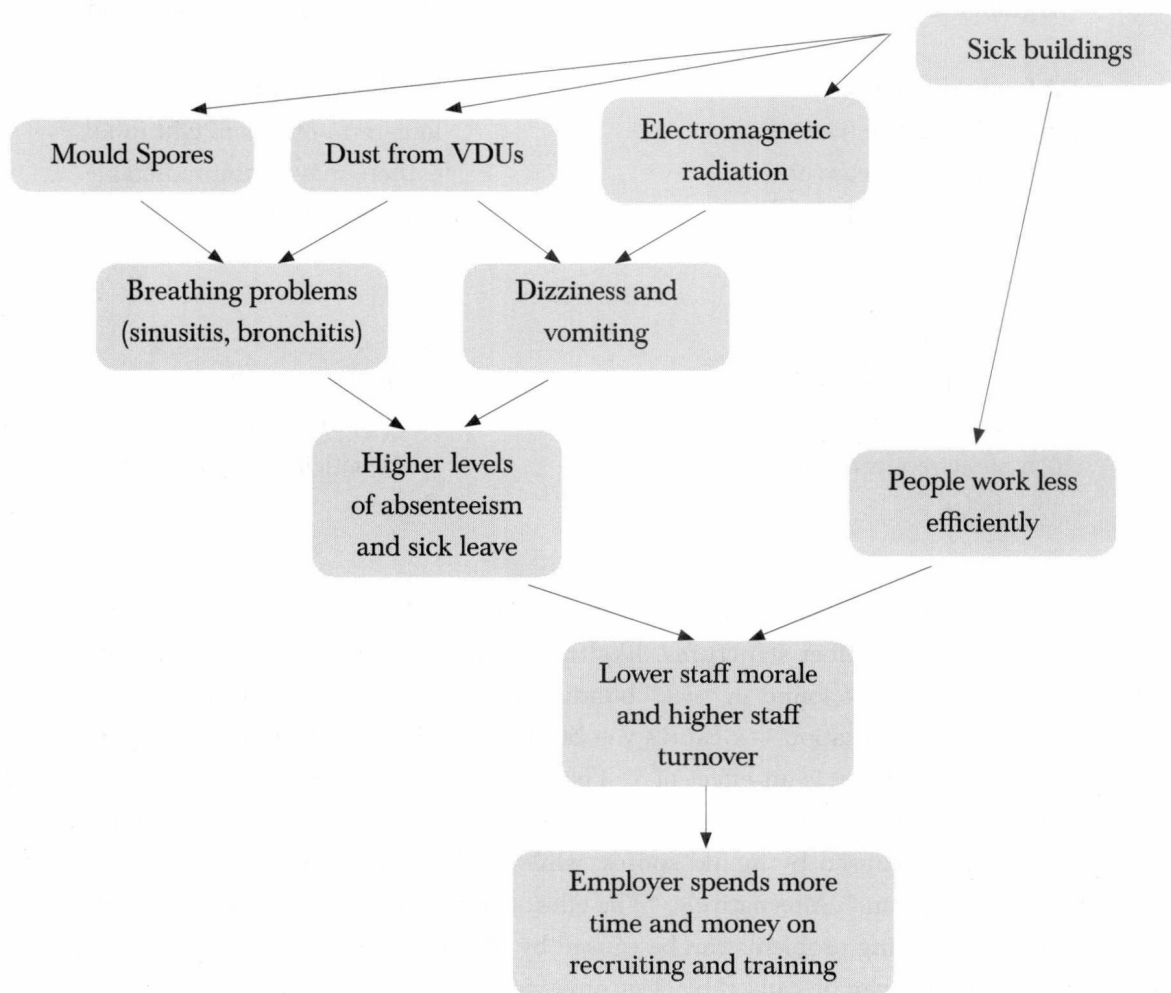 Sick buildings
Mould Spores
Dust from VDUs
Electromagnetic
radiation
Breathing problems
(sinusitis, bronchitis)
Dizziness and
vomiting
Higher levels
of absenteeism
and sick leave
People work less
efficiently
Lower staff morale
and higher staff
turnover
Employer spends more
time and money on
recruiting and training